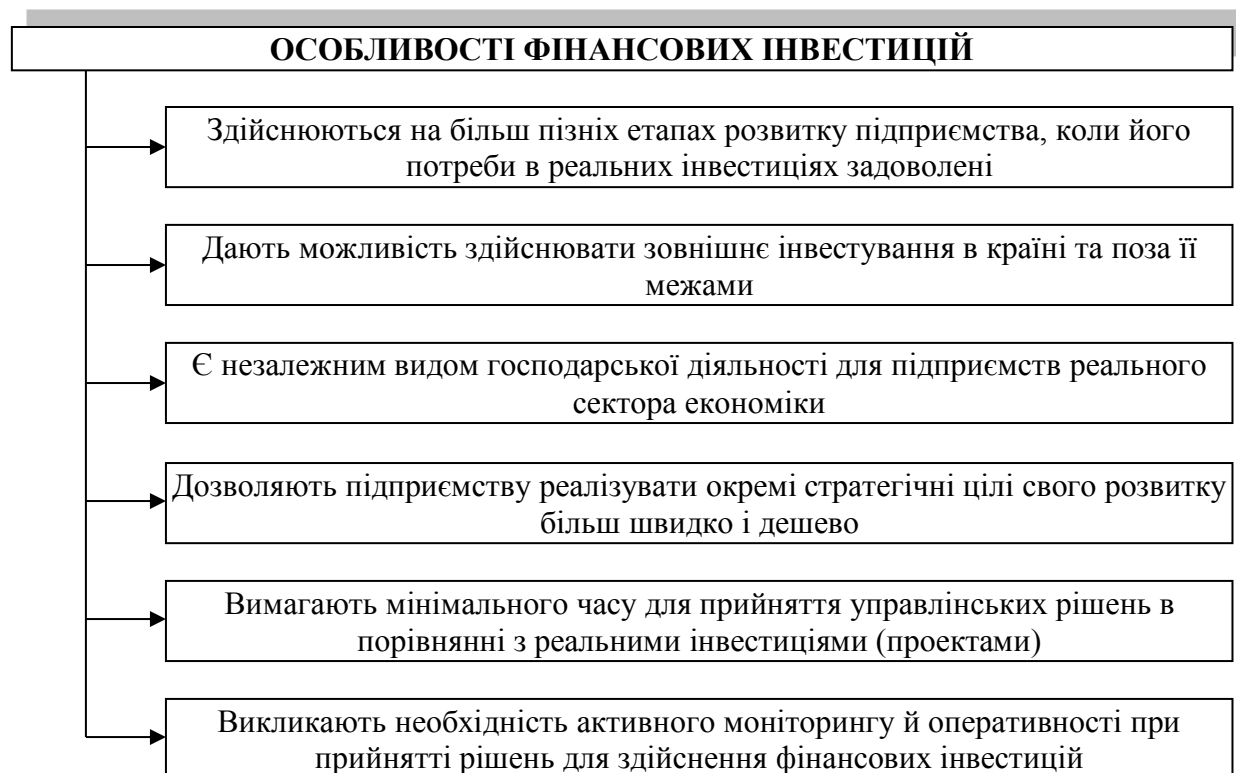 ОСОБЛИВОСТІ ФІНАНСОВИХ ІНВЕСТИЦІЙ
Здійснюються на більш пізніх етапах розвитку підприємства, коли його
потреби в реальних інвестиціях задоволені
Дають можливість здійснювати зовнішнє інвестування в країні та поза її
межами
Є незалежним видом господарської діяльності для підприємств реального
сектора економіки
Дозволяють підприємству реалізувати окремі стратегічні цілі свого розвитку
більш швидко і дешево
Вимагають мінімального часу для прийняття управлінських рішень в
порівнянні з реальними інвестиціями (проектами)
Викликають необхідність активного моніторингу й оперативності при
прийнятті рішень для здійснення фінансових інвестицій